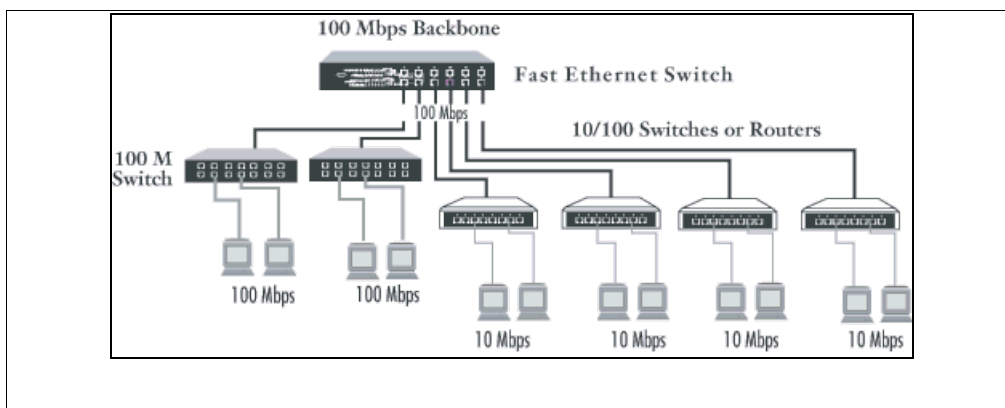 100 Mbps Backbone
Fast Ethernet Switch
100 Mbps
10/100 Switches or Routers
100 M
Switch
100 Mbps
100 Mbps
10 Mbps
10 Mbps
10 Mbps
10 Mbps